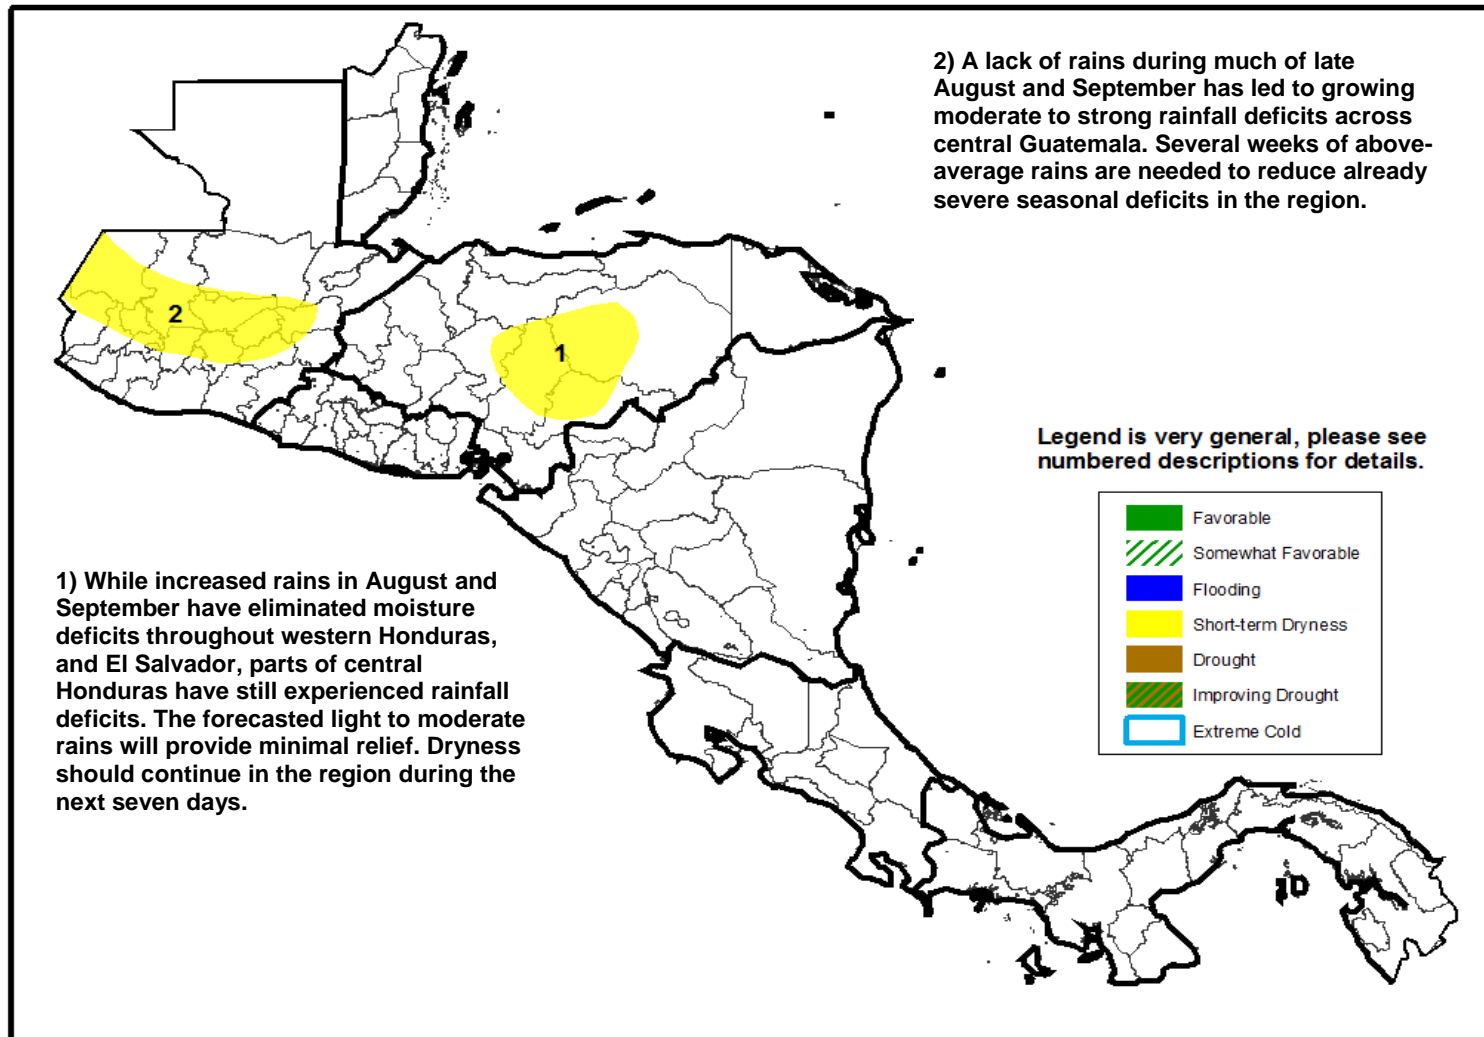 2) A lack of rains during much of late
August and September has led to growing
moderate to strong rainfall deficits across
central Guatemala. Several weeks of above-
average rains are needed to reduce already
severe seasonal deficits in the region.
2
1
Legend is very general, please see
numbered descriptions for details.
Favorable
Somewhat Favorable
Flooding
Short-term Dryness
Drought
Improving Drought
Extreme Cold
1) While increased rains in August and
September have eliminated moisture
deficits throughout western Honduras,
and El Salvador, parts of central
Honduras have still experienced rainfall
deficits. The forecasted light to moderate
rains will provide minimal relief. Dryness
should continue in the region during the
next seven days.